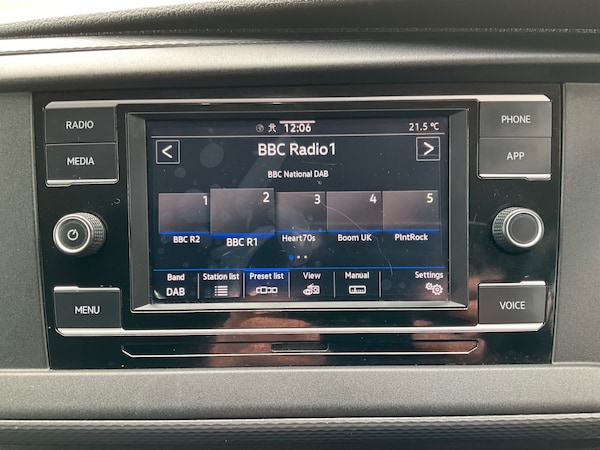 RADIO
MEDIA
MENU
12:06
21.5 °C
<
BBC Radio1
>
BBC National DAB
1 2 3 4 5
BBC R2 BBC R1 Heart70s Boom UK PlntRock
Band Station list Preset list View Manual Settings
DAB
PHONE
APP
VOICE